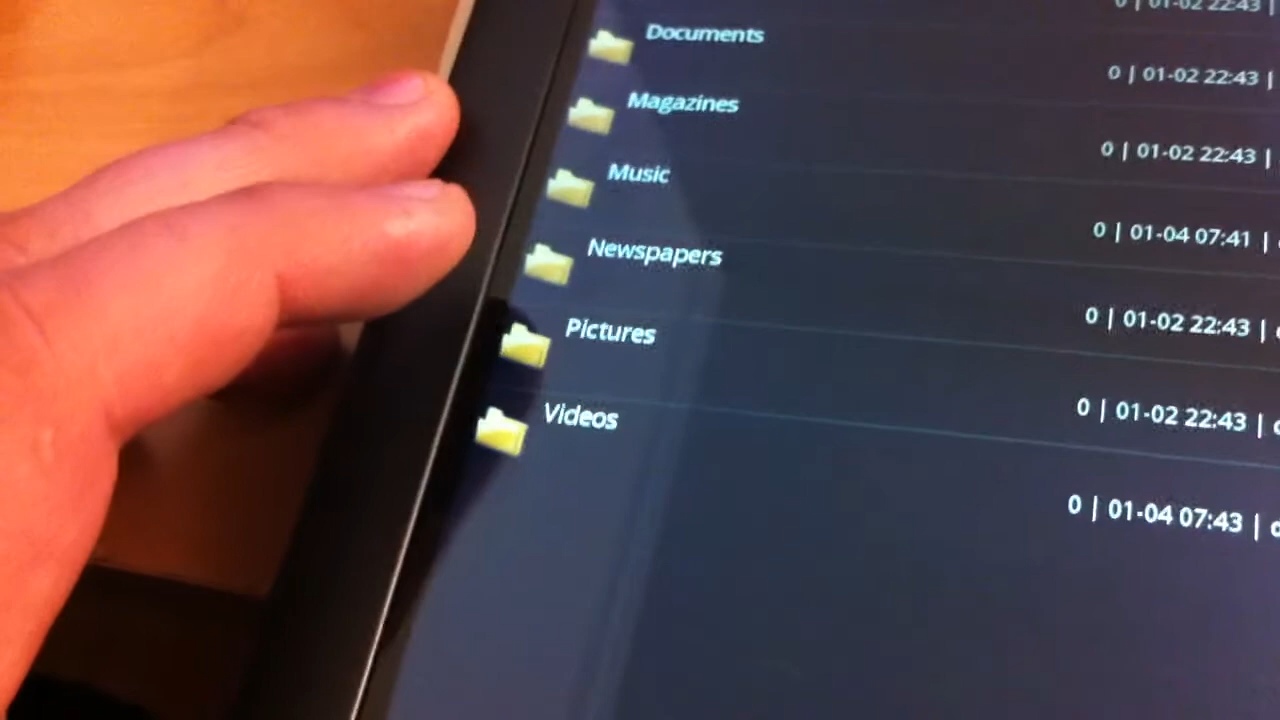 0 | 01-02 22:43 |
Documents
0 | 01-02 22:43 |
Magazines
0 | 01-02 22:43 |
Music
0 | 01-04 07:41 |
Newspapers
0 | 01-02 22:43 |
Pictures
0 | 01-02 22:43 |
Videos
0 | 01-04 07:43 |